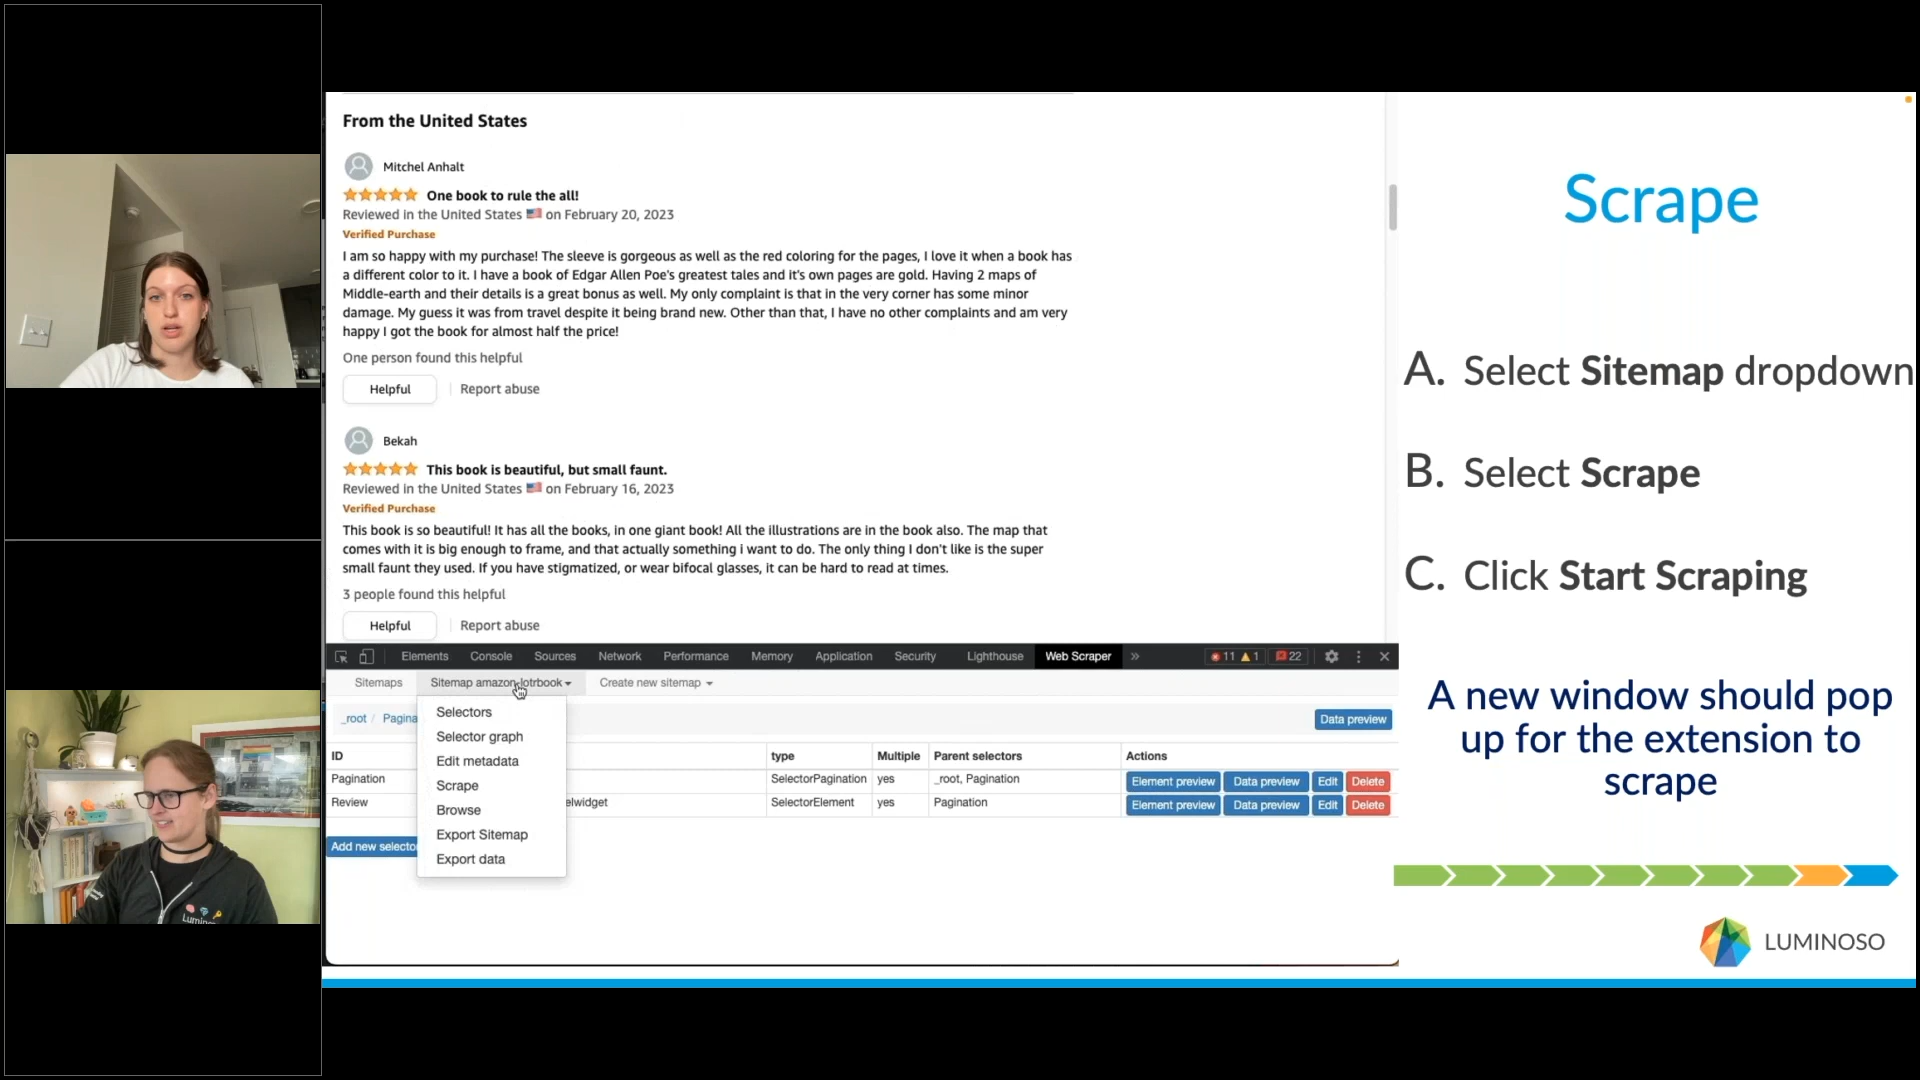 From the United States
Mitchel Anhalt
One book to rule the all!
Reviewed in the United States on February 20, 2023
Verified Purchase
I am so happy with my purchase! The sleeve is gorgeous as well as the red coloring for the pages, I love it when a book has
a different color to it. I have a book of Edgar Allen Poe's greatest tales and it's own pages are gold. Having 2 maps of
Middle-earth and their details is a great bonus as well. My only complaint is that in the very corner has some minor
damage. My guess it was from travel despite it being brand new. Other than that, I have no other complaints and am very
happy I got the book for almost half the price!
One person found this helpful
Helpful
Report abuse
Bekah
This book is beautiful, but small faunt.
Reviewed in the United States on February 16, 2023
Verified Purchase
This book is so beautiful! It has all the books, in one giant book! All the illustrations are in the book also. The map that
comes with it is big enough to frame, and that actually something i want to do. The only thing I don't like is the super
small faunt they used. If you have stigmatized, or wear bifocal glasses, it can be hard to read at times.
3 people found this helpful
Helpful
Report abuse
Elements Console Sources Network Performance Memory Application Security Lighthouse Web Scraper » 11 1 22
Sitemaps Sitemap amazon-lotrbook Create new sitemap
_root / Pagina
Data preview
Selectors
Selector graph
Edit metadata
Scrape
Browse
Export Sitemap
Export data
ID type Multiple Parent selectors Actions
Pagination SelectorPagination yes _root, Pagination Element preview Data preview Edit Delete
Review elwidget SelectorElement yes Pagination Element preview Data preview Edit Delete
Add new selecto
Scrape
A. Select Sitemap dropdown
B. Select Scrape
C. Click Start Scraping
A new window should pop
up for the extension to
scrape
LUMINOSO